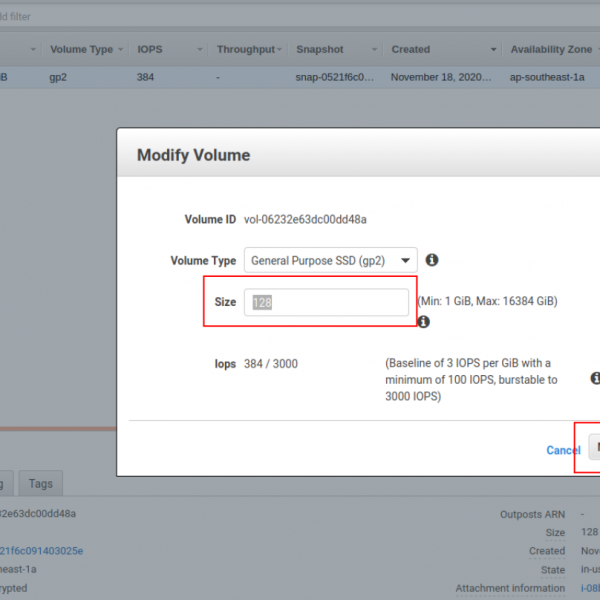 dd filter
Volume Type IOPS Throughput Snapshot Created Availability Zone
iB gp2 384 - snap-0521f6c0... November 18, 2020... ap-southeast-1a
Modify Volume
Volume ID vol-06232e63dc00dd48a
Volume Type General Purpose SSD (gp2)
Size 128 (Min: 1 GiB, Max: 16384 GiB)
Iops 384 / 3000 (Baseline of 3 IOPS per GiB with a
minimum of 100 IOPS, burstable to
3000 IOPS)
Cancel
g Tags
32e63dc00dd48a Outposts ARN -
Size 128
21f6c091403025e Created Nov
heast-1a State in-us
rypted Attachment information i-08b